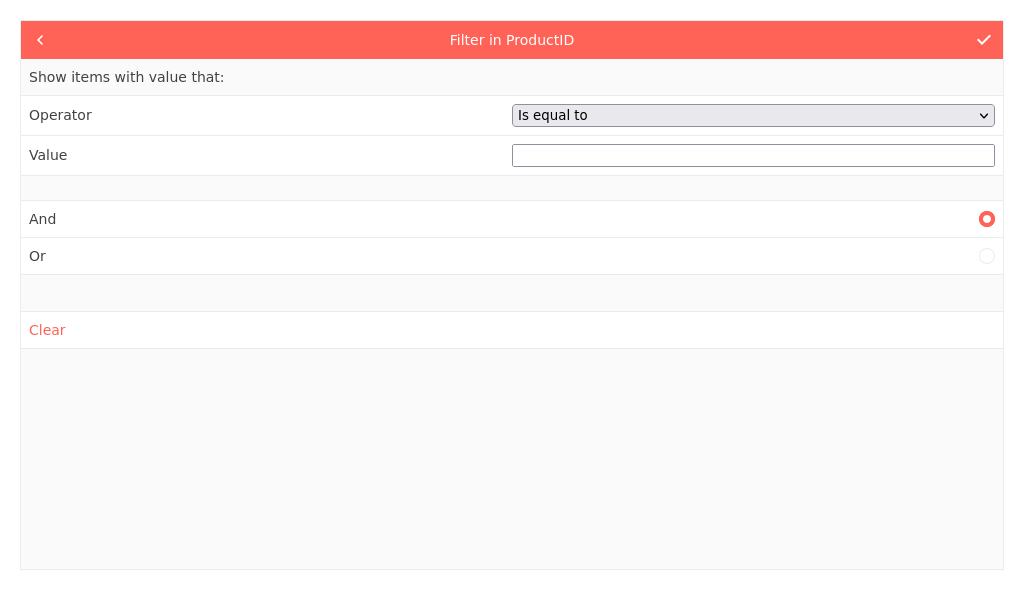 Filter in ProductID
Show items with value that:
Operator
Is equal to
Value
And
Or
Clear